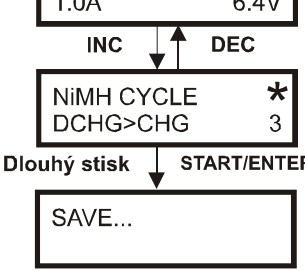 1.0A 6.4V
INC DEC
NiMH CYCLE *
DCHG>CHG 3
Dlouhý stisk START/ENTER
SAVE...